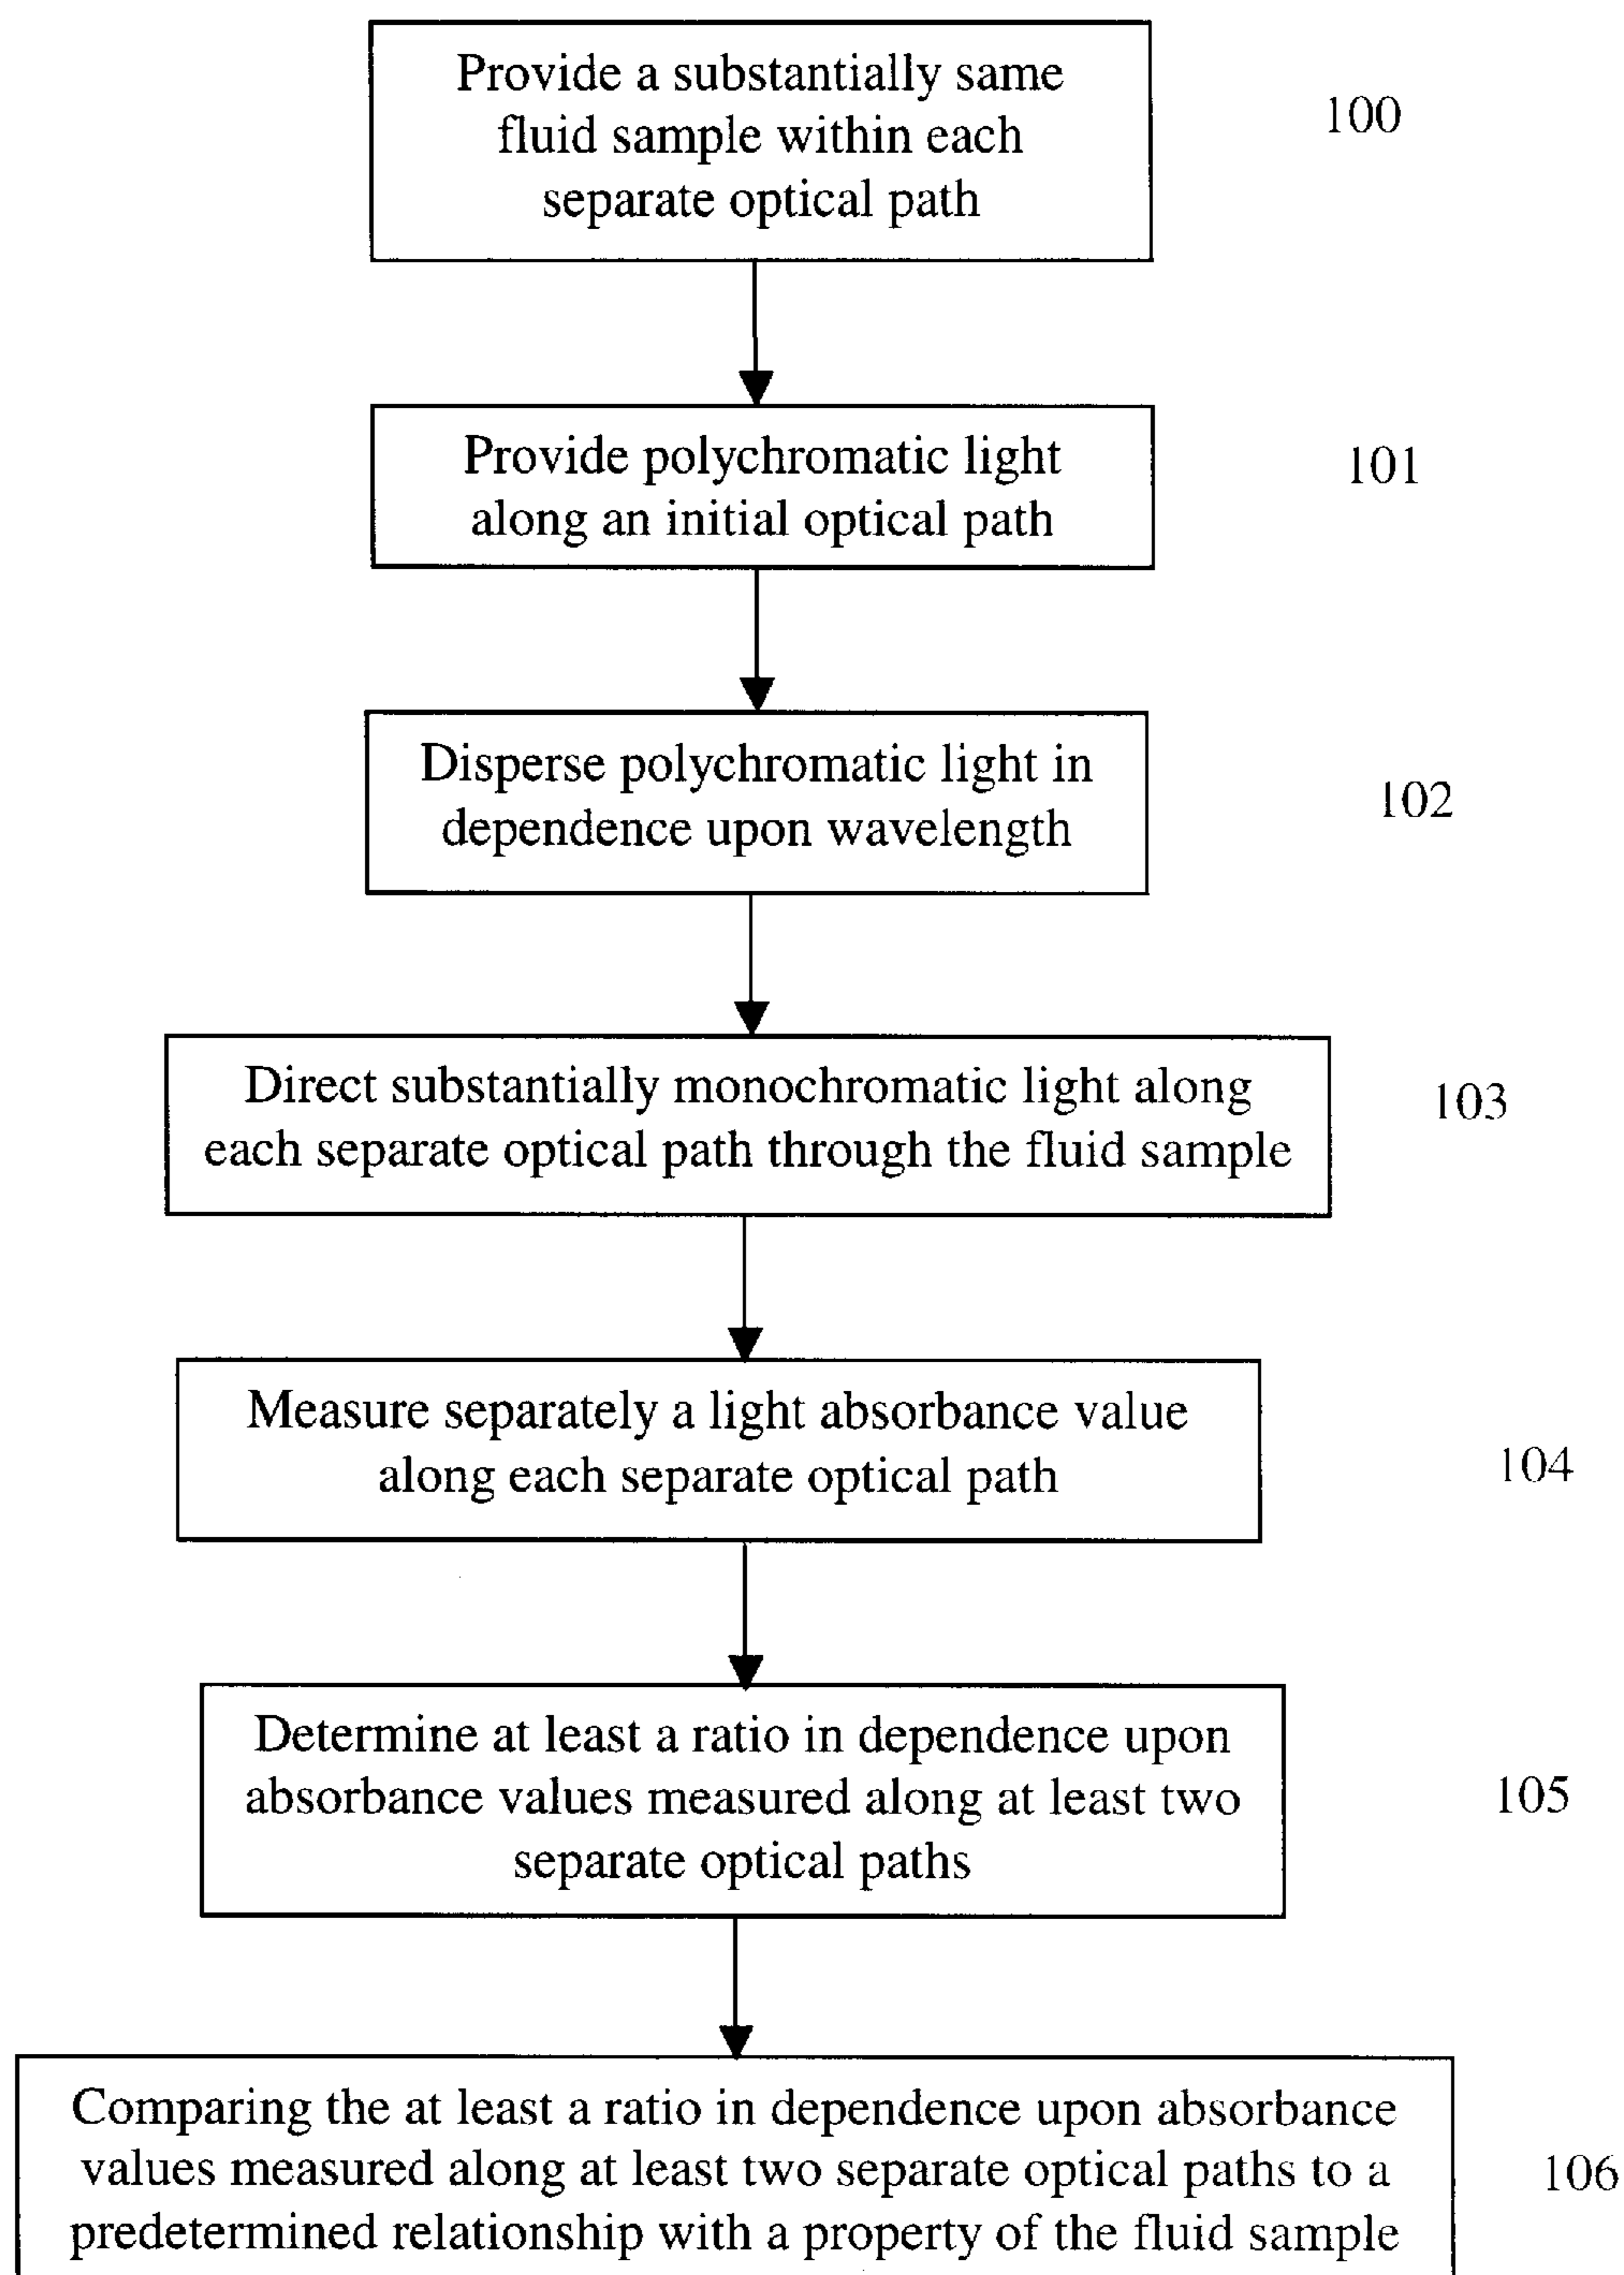 Provide a substantially same
fluid sample within each
separate optical path
100
Provide polychromatic light
along an initial optical path
101
Disperse polychromatic light in
dependence upon wavelength
102
Direct substantially monochromatic light along
each separate optical path through the fluid sample
103
Measure separately a light absorbance value
along each separate optical path
104
Determine at least a ratio in dependence upon
absorbance values measured along at least two
separate optical paths
105
Comparing the at least a ratio in dependence upon absorbance
values measured along at least two separate optical paths to a
predetermined relationship with a property of the fluid sample
106